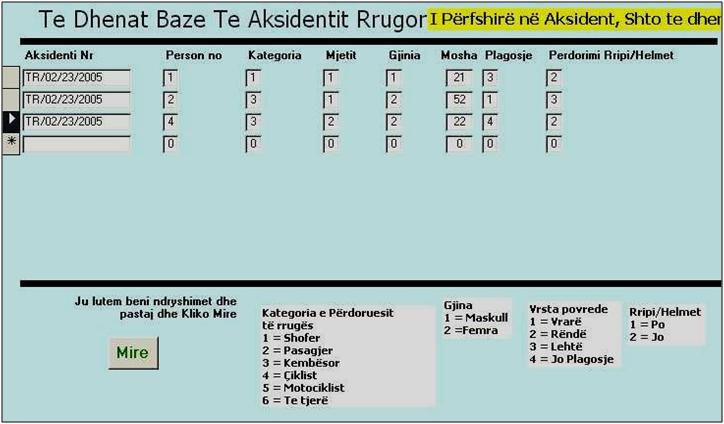 Te Dhenat Baze Te Aksidentit Rrugor I Përfshirë në Aksident, Shto te dhen
Aksidenti Nr Person no Kategoria Mjetit Gjinia Mosha Plagosje Perdorimi Rripi/Helmet
TR/02/23/2005 1 1 1 1 21 3 2
TR/02/23/2005 2 3 1 2 52 1 3
TR/02/23/2005 4 3 2 2 22 4 2
* 0 0 0 0 0 0 0
Ju lutem beni ndryshimet dhe
pastaj dhe Kliko Mire
Mire
Kategoria e Përdoruesit
të rrugës
1 = Shofer
2 = Pasagjer
3 = Kembësor
4 = Çiklist
5 = Motociklist
6 = Te tjerë
Gjina
1 = Maskull
2 =Femra
Vrsta povrede
1 = Vrarë
2 = Rëndë
3 = Lehtë
4 = Jo Plagosje
Rripi/Helmet
1 = Po
2 = Jo